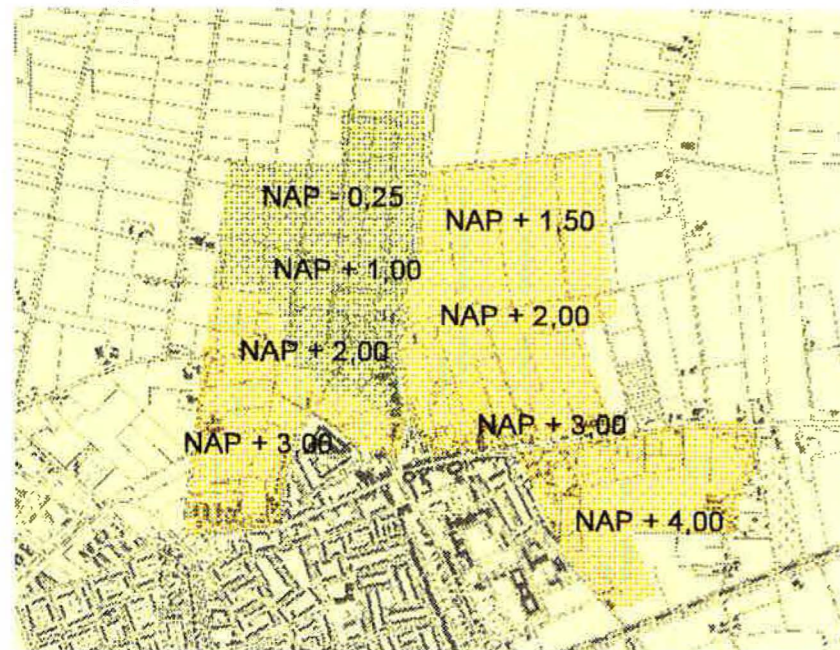 NAP - 0,25
NAP + 1,50
NAP + 1,00
NAP + 2,00
NAP + 2,00
NAP + 3,00
NAP + 3,00
NAP + 4,00